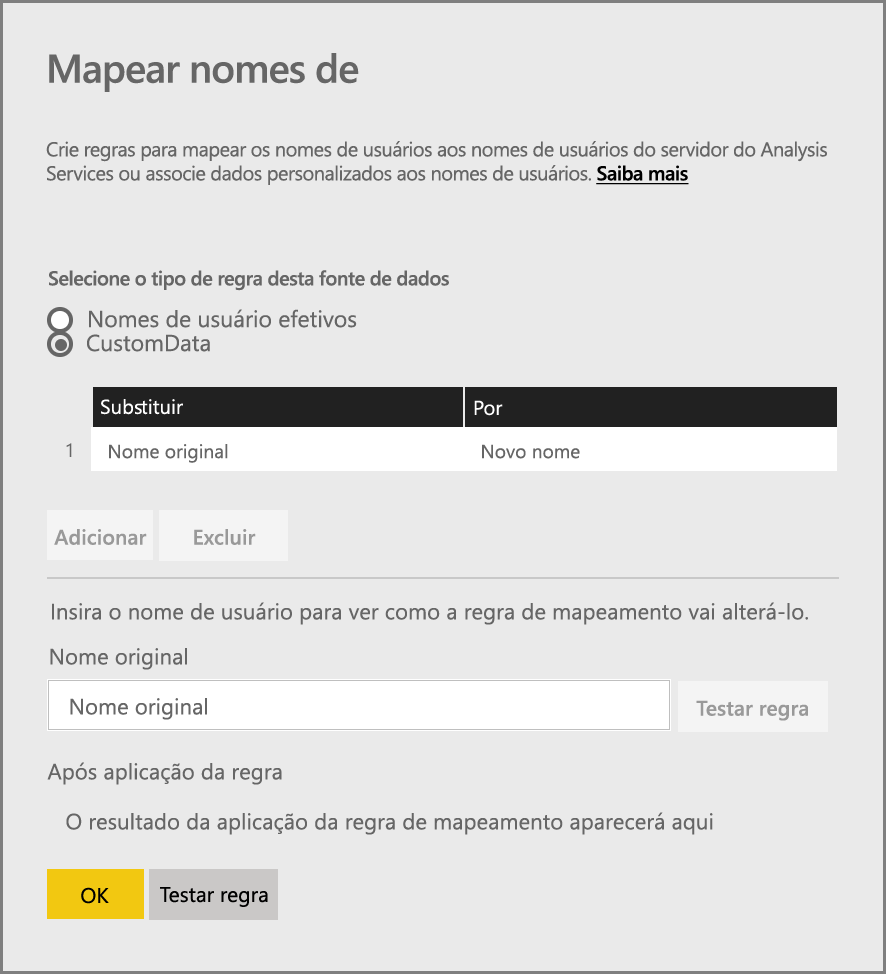 Mapear nomes de
Crie regras para mapear os nomes de usuários aos nomes de usuários do servidor do Analysis
Services ou associe dados personalizados aos nomes de usuários. Saiba mais
Selecione o tipo de regra desta fonte de dados
Nomes de usuário efetivos
CustomData
Substituir Por
1 Nome original Novo nome
Adicionar Excluir
Insira o nome de usuário para ver como a regra de mapeamento vai alterá-lo.
Nome original
Nome original Testar regra
Após aplicação da regra
O resultado da aplicação da regra de mapeamento aparecerá aqui
OK Testar regra